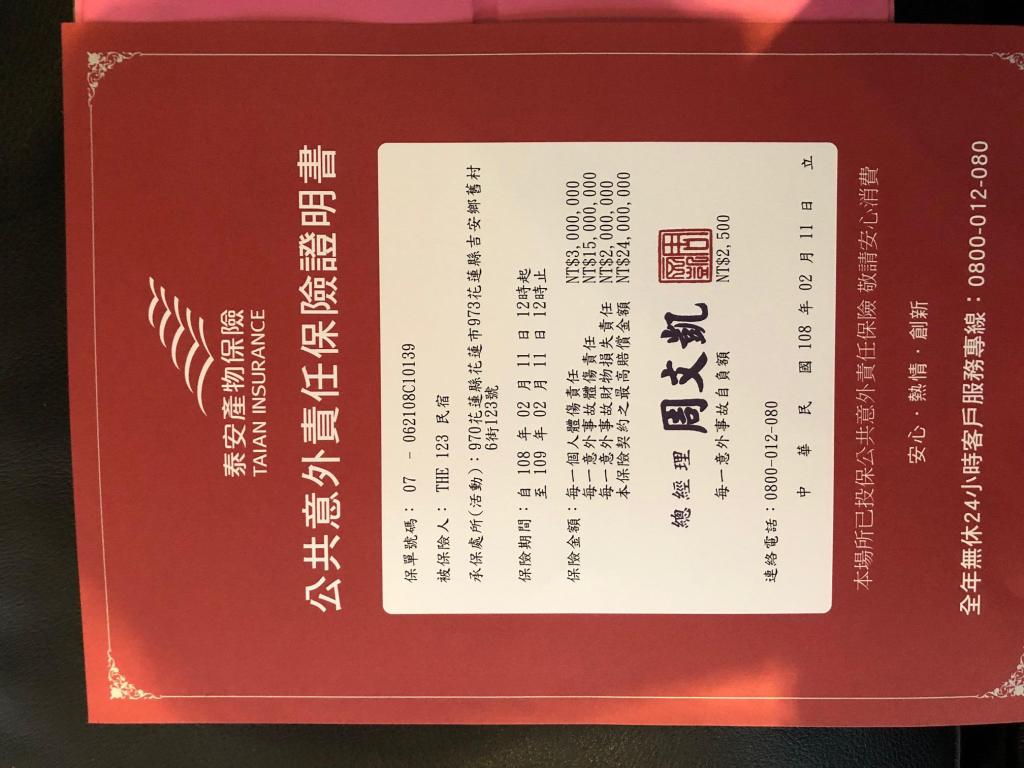 泰安產物保險
TAIAN INSURANCE
公共意外責任保險證明書
保單號碼: 07 - 062108C10139
被保險人: THE 123 民宿
承保處所(活動):970花蓮縣花蓮市973花蓮縣吉安鄉舊村
6街123號
保險期間:自 108 年 02 月 11 日 12時起
至 109 年 02 月 11 日 12時止
保險金額:每一個人體傷責任 NT$3,000,000
每一意外事故體傷責任 NT$15,000,000
每一意外事故財物損失責任 NT$2,000,000
本保險契約之最高賠償金額 NT$24,000,000
總經理 周文凱
每一意外事故自負額 NT$2,500
連絡電話:0800-012-080
中 華 民 國 108 年 02 月 11 日 立
本場所已投保公共意外責任保險 敬請安心消費
安心・熱情・創新
全年無休24小時客戶服務專線:0800-012-080